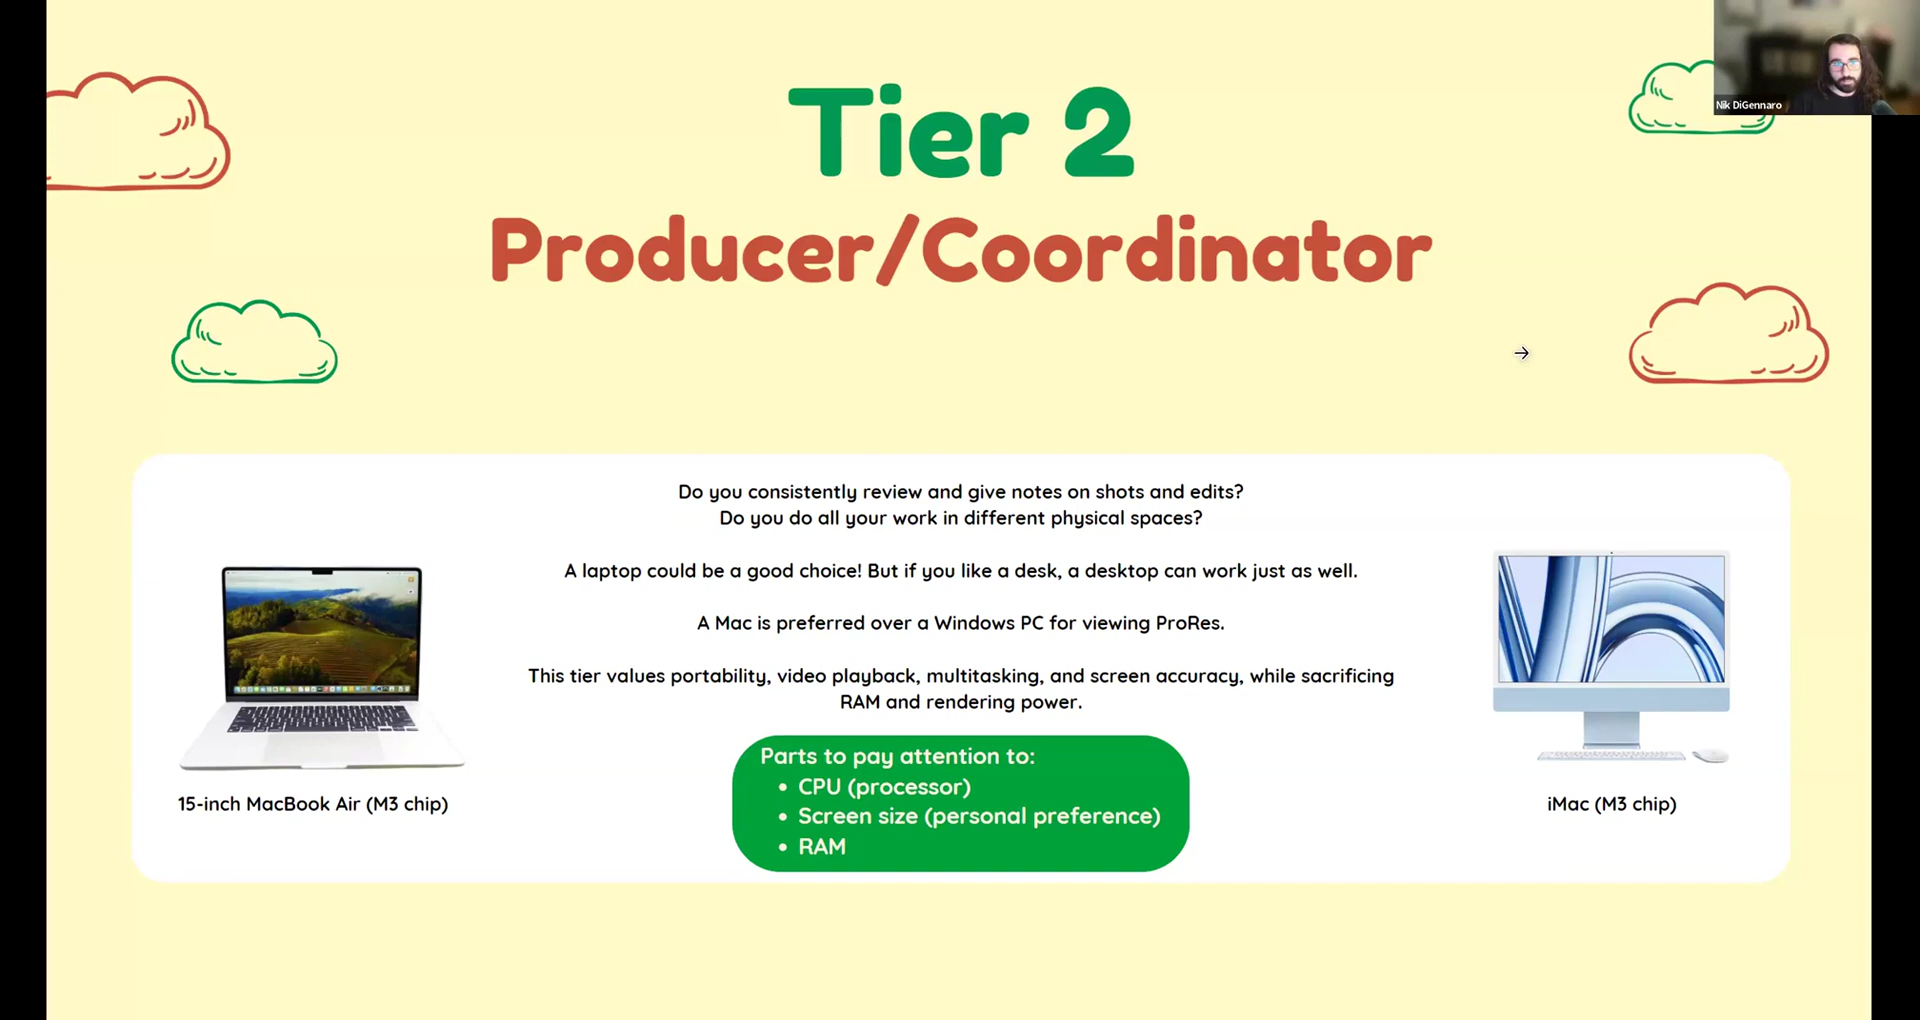 Nik DiGennaro
Tier 2
Producer/Coordinator
Do you consistently review and give notes on shots and edits?
Do you do all your work in different physical spaces?
A laptop could be a good choice! But if you like a desk, a desktop can work just as well.
A Mac is preferred over a Windows PC for viewing ProRes.
This tier values portability, video playback, multitasking, and screen accuracy, while sacrificing
RAM and rendering power.
15-inch MacBook Air (M3 chip)
Parts to pay attention to:
• CPU (processor)
• Screen size (personal preference)
• RAM
iMac (M3 chip)